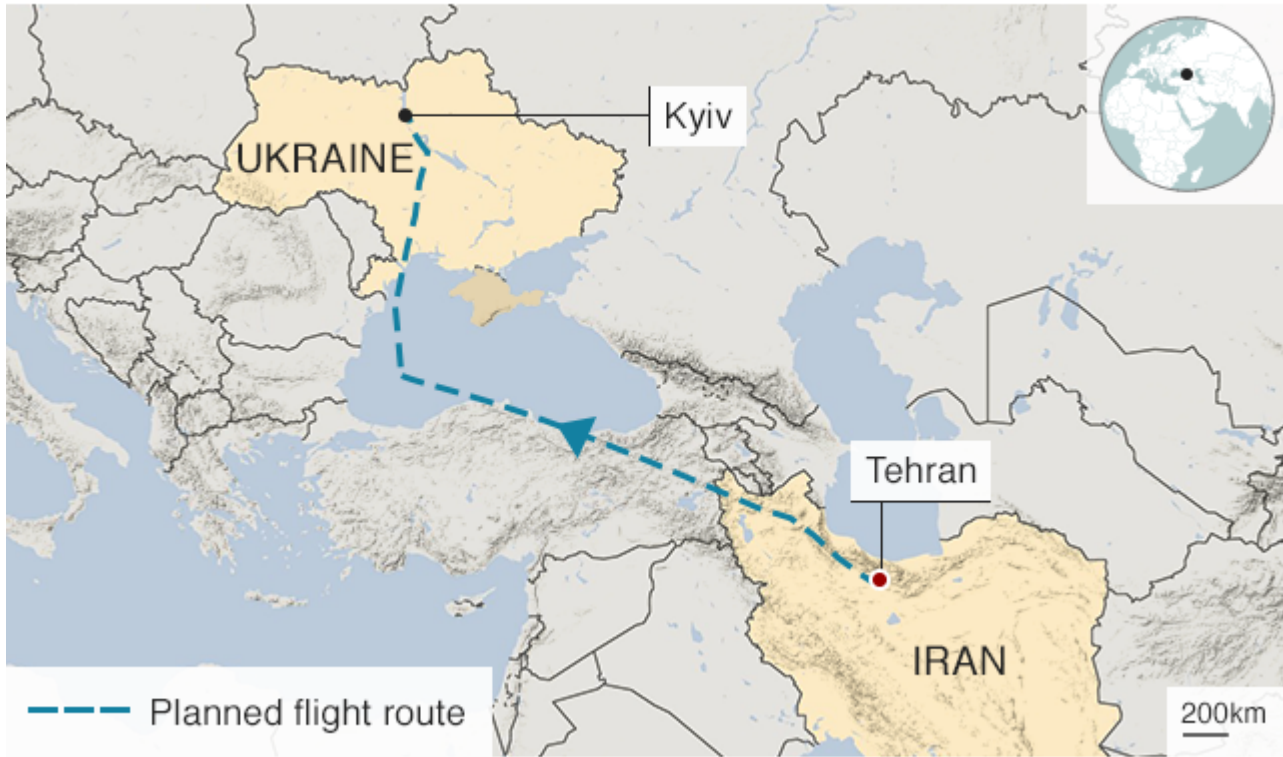 Kyiv
UKRAINE
Tehran
IRAN
Planned flight route
200km